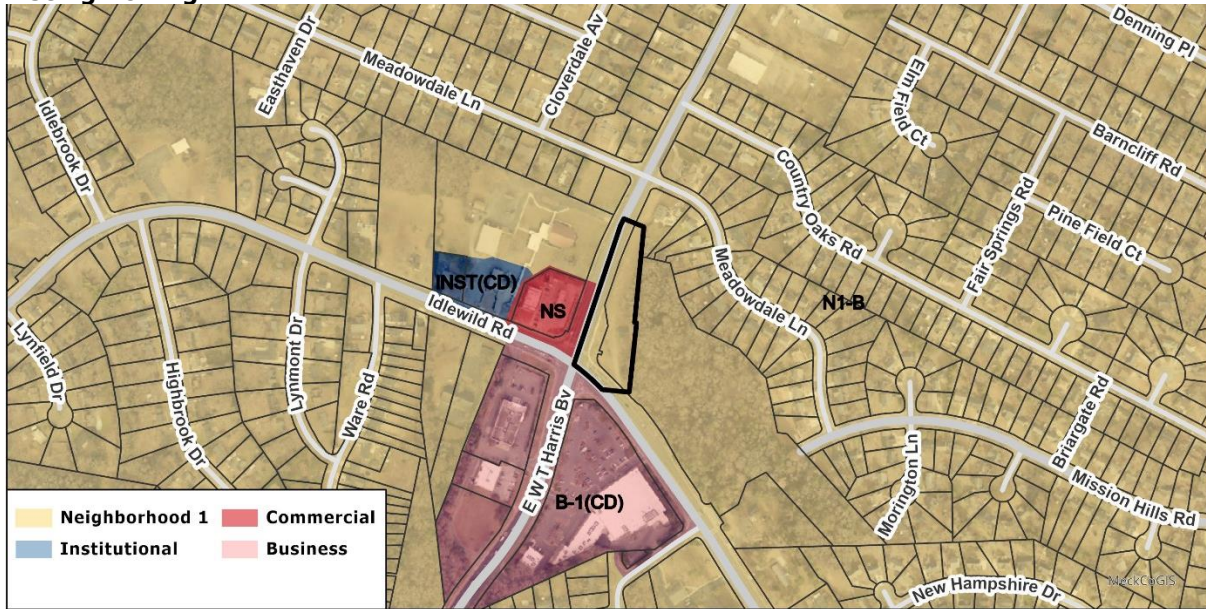 Easthaven Dr
Cloverdale Av
Denning Pl
Meadowdale Ln
Elm Field Ct
Idlebrook Dr
Barncliff Rd
Country Oaks Rd
Fair Springs Rd
Pine Field Ct
INST(CD)
NS
Meadowdale Ln
N1-B
Idlewild Rd
Lynfield Dr
Highbrook Dr
Lynmont Dr
Ware Rd
E W T Harris Bv
B-1(CD)
Briargate Rd
Morington Ln
Mission Hills Rd
New Hampshire Dr
MeckCoGIS
Neighborhood 1
Commercial
Institutional
Business